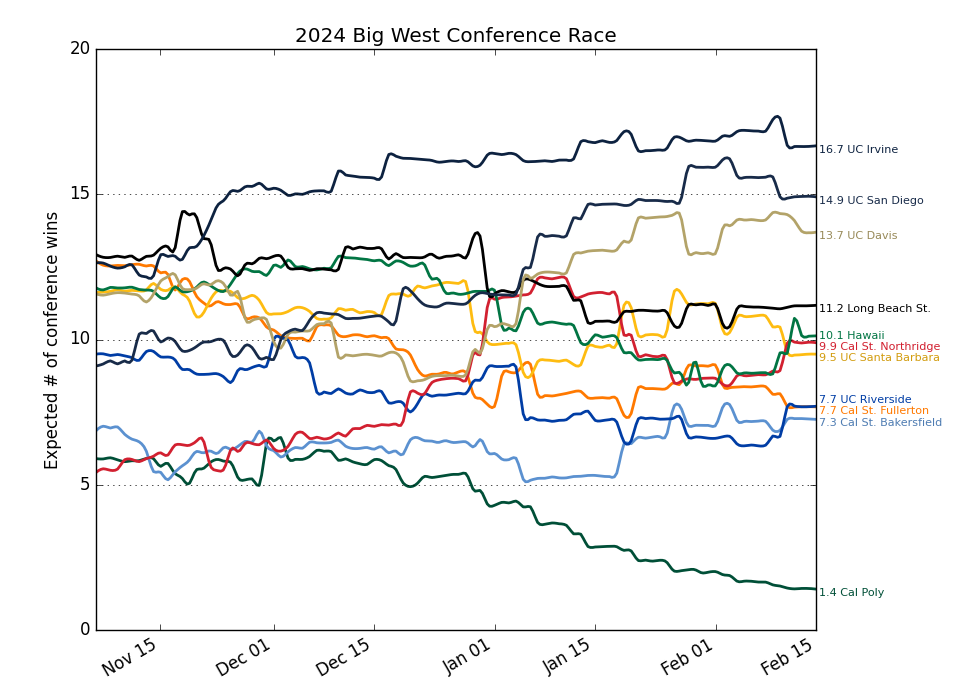 2024 Big West Conference Race
Expected # of conference wins
20
15
10
5
0
16.7 UC Irvine
14.9 UC San Diego
13.7 UC Davis
11.2 Long Beach St.
10.1 Hawaii
9.9 Cal St. Northridge
9.5 UC Santa Barbara
7.7 UC Riverside
7.7 Cal St. Fullerton
7.3 Cal St. Bakersfield
1.4 Cal Poly
Nov 15
Dec 01
Dec 15
Jan 01
Jan 15
Feb 01
Feb 15